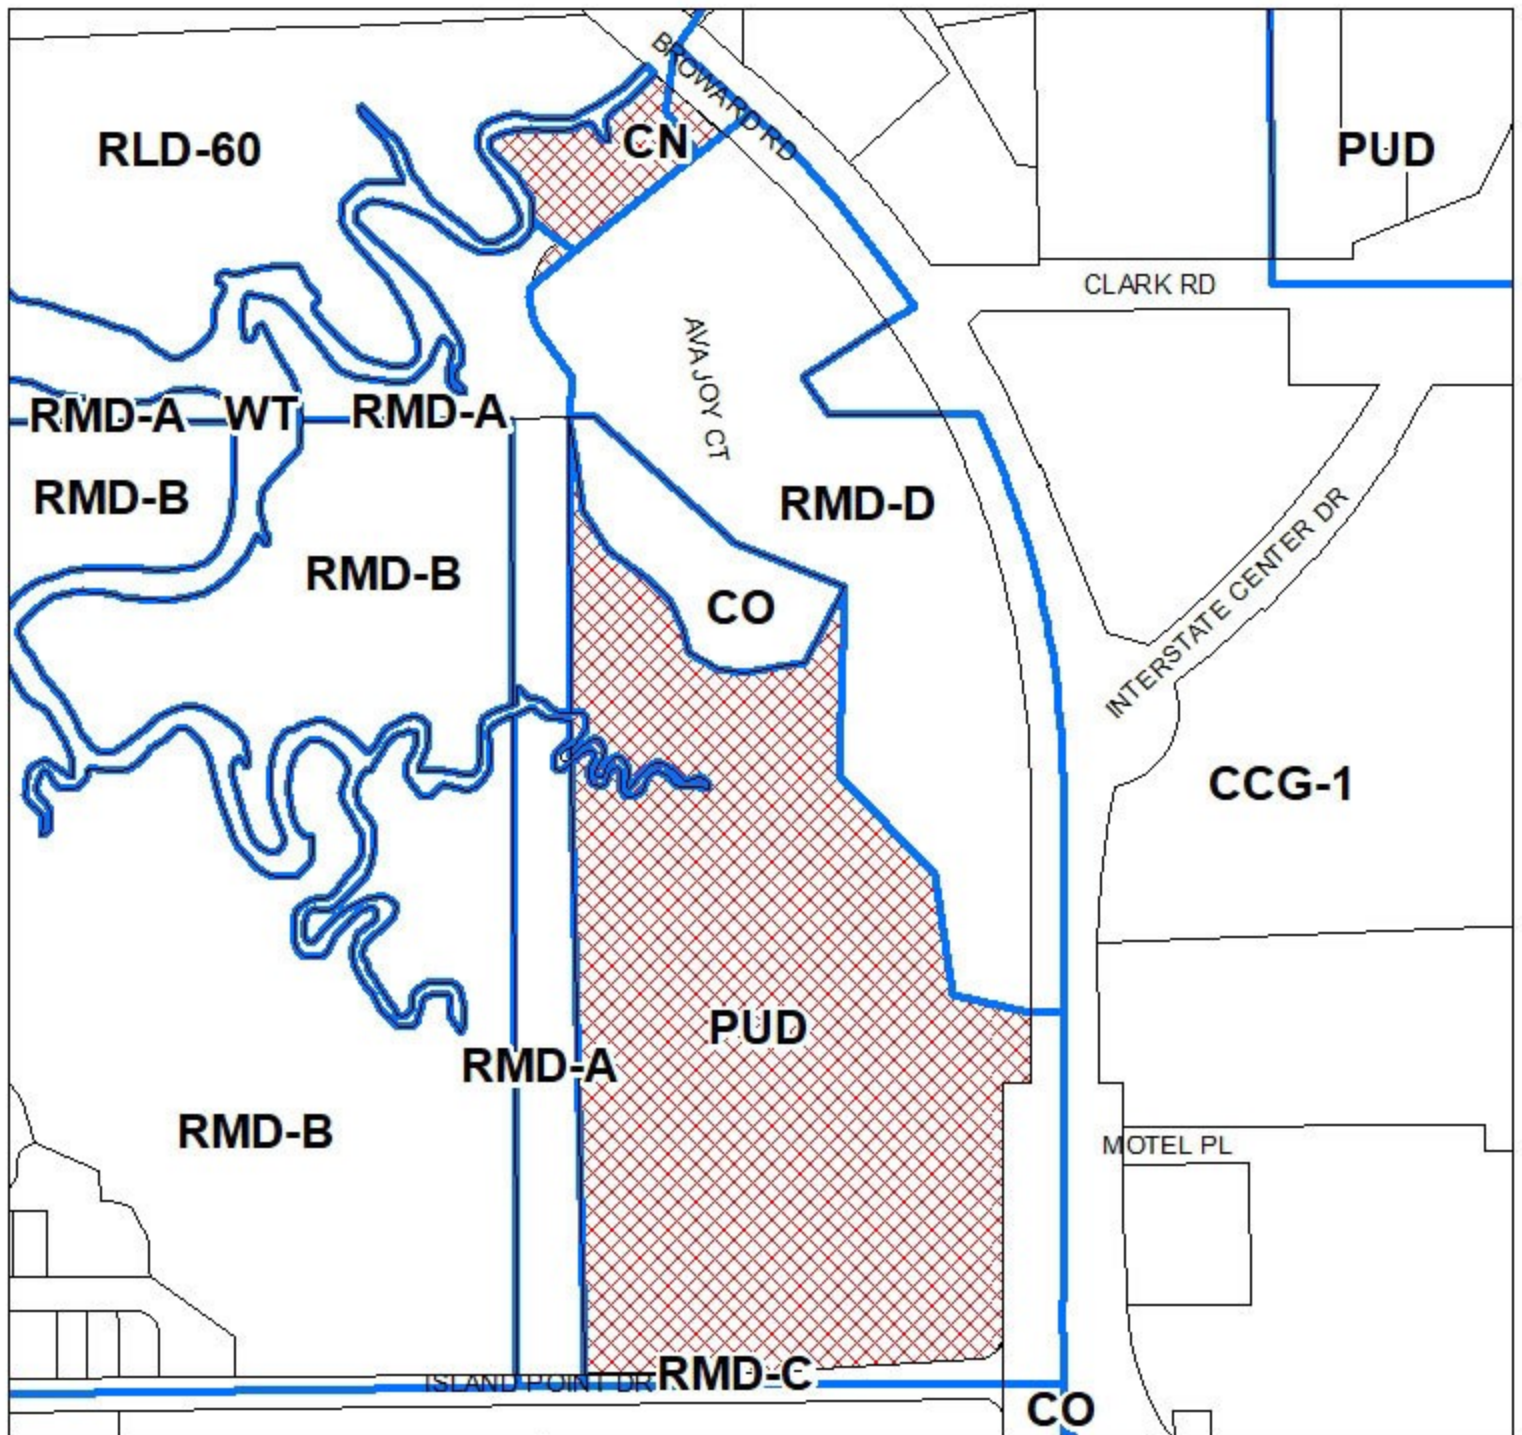 BROWARD RD
RLD-60
CN
PUD
CLARK RD
AVA JOY CT
RMD-A
WT
RMD-A
RMD-B
RMD-D
INTERSTATE CENTER DR
RMD-B
CO
CCG-1
PUD
RMD-A
RMD-B
MOTEL PL
ISLAND POINT DR
RMD-C
CO